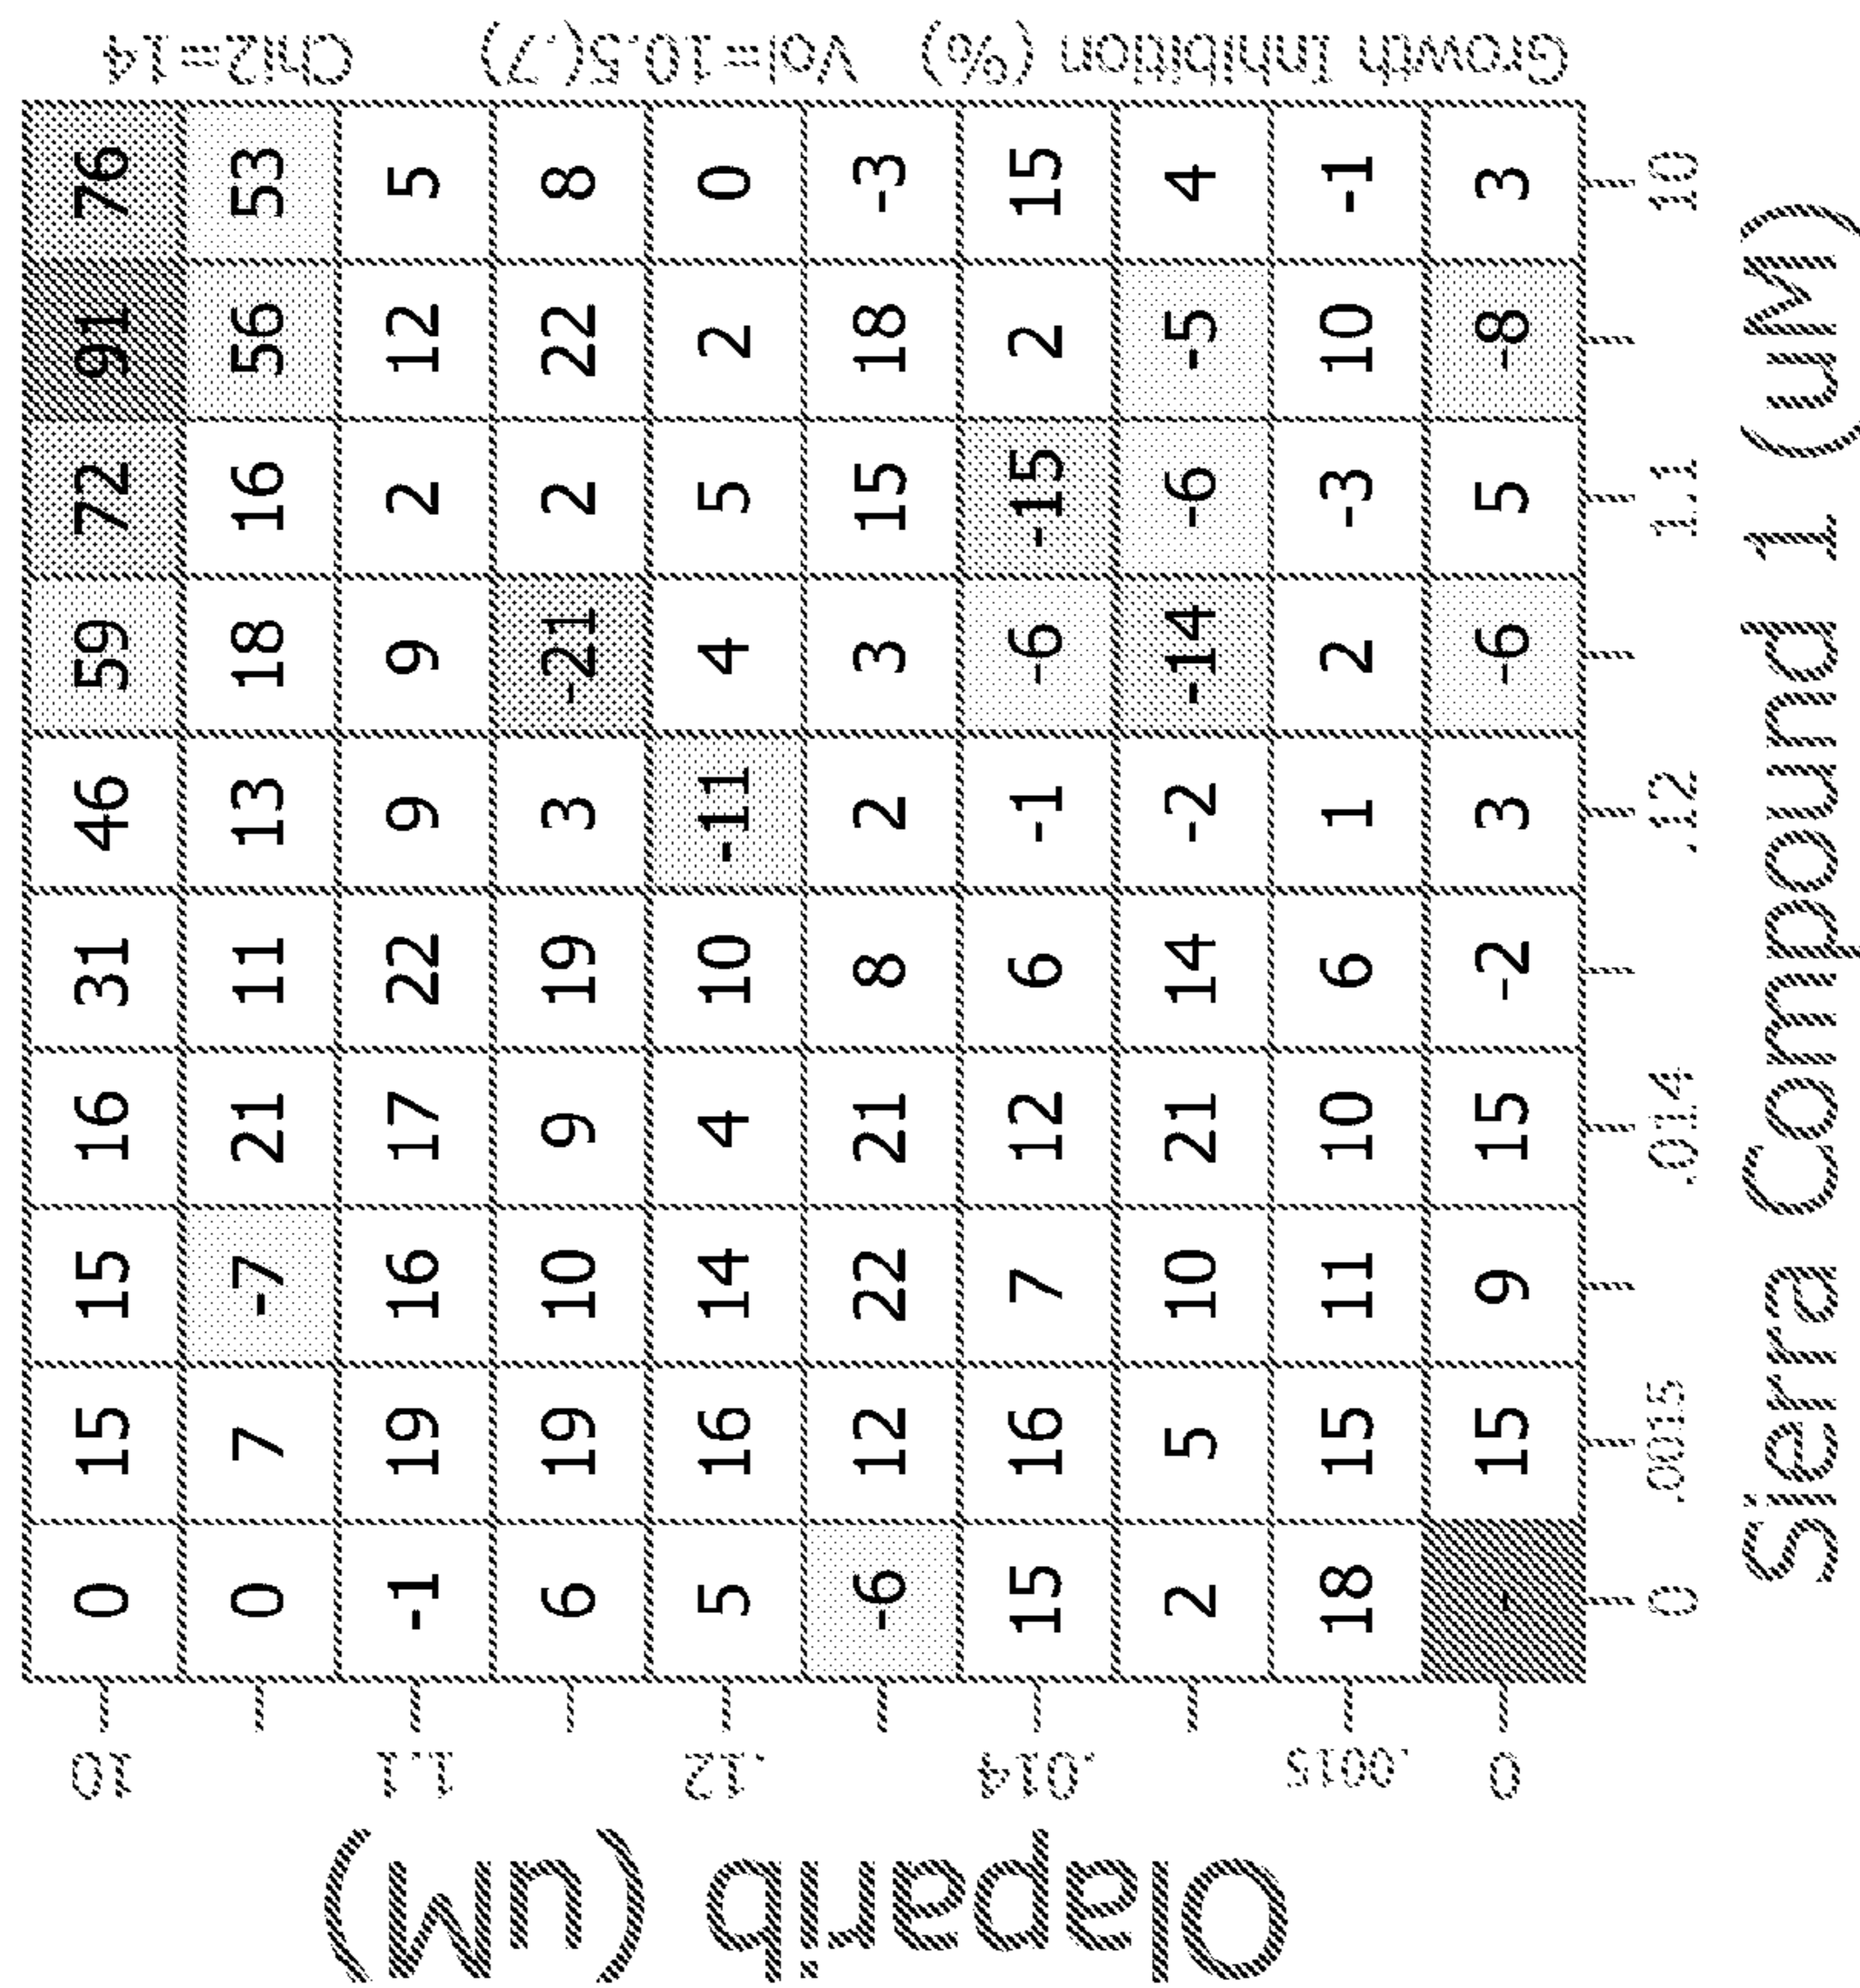 Growth Inhibition (%) Vol=10.5(.7) Chi2=14
Olaparib (uM)
10 0 15 15 16 31 46 59 72 91 76
0 7 -7 21 11 13 18 16 56 53
1.1 -1 19 16 17 22 9 9 2 12 5
6 19 10 9 19 3 -21 2 22 8
.12 5 16 14 4 10 -11 4 5 2 0
-6 12 22 21 8 2 3 15 18 -3
.014 15 16 7 12 6 -1 -6 -15 2 15
2 5 10 21 14 -2 -14 -6 -5 4
.0015 18 15 11 10 6 1 2 -3 10 -1
0 - 15 9 15 -2 3 -6 5 -8 3
0 .0015 .014 .12 1.1 10
Sierra Compound 1 (uM)